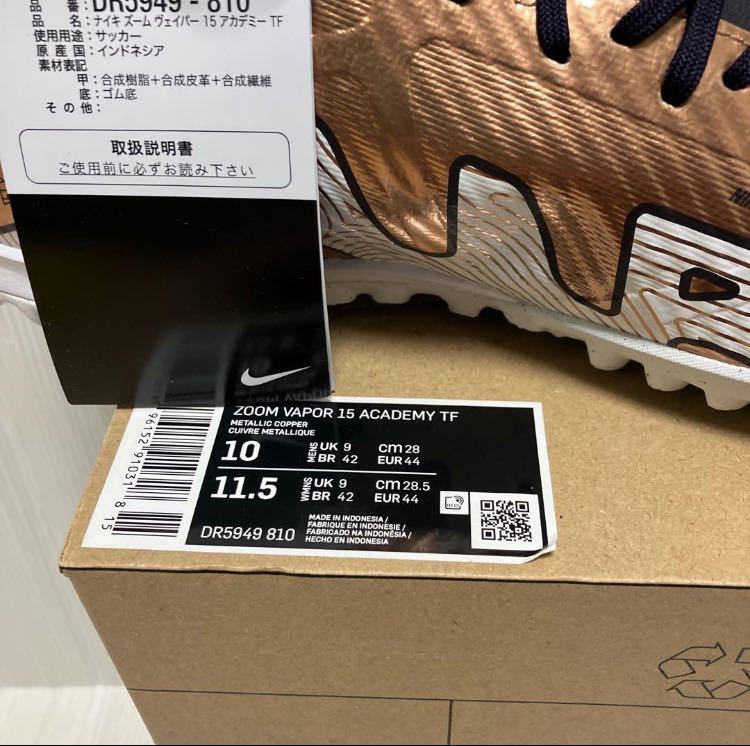 品 番:DR5949-810
品 名:ナイキ ズーム ヴェイパー 15 アカデミー TF
使用用途:サッカー
原 産 国:インドネシア
素材表記
甲:合成樹脂+合成皮革+合成繊維
底:ゴム底
そ の 他:
取扱説明書
ご使用前に必ずお読み下さい
ZOOM VAPOR 15 ACADEMY TF
METALLIC COPPER
CUIVRE METALLIQUE
10 MENS UK 9 cm 28
BR 42 EUR 44
11.5 WMNS UK 9 cm 28.5
BR 42 EUR 44
MADE IN INDONESIA /
FABRIQUE EN INDONÉSIE /
FABRICADO NA INDONÉSIA /
HECHO EN INDONESIA
DR5949 810
96152 91031 8
15